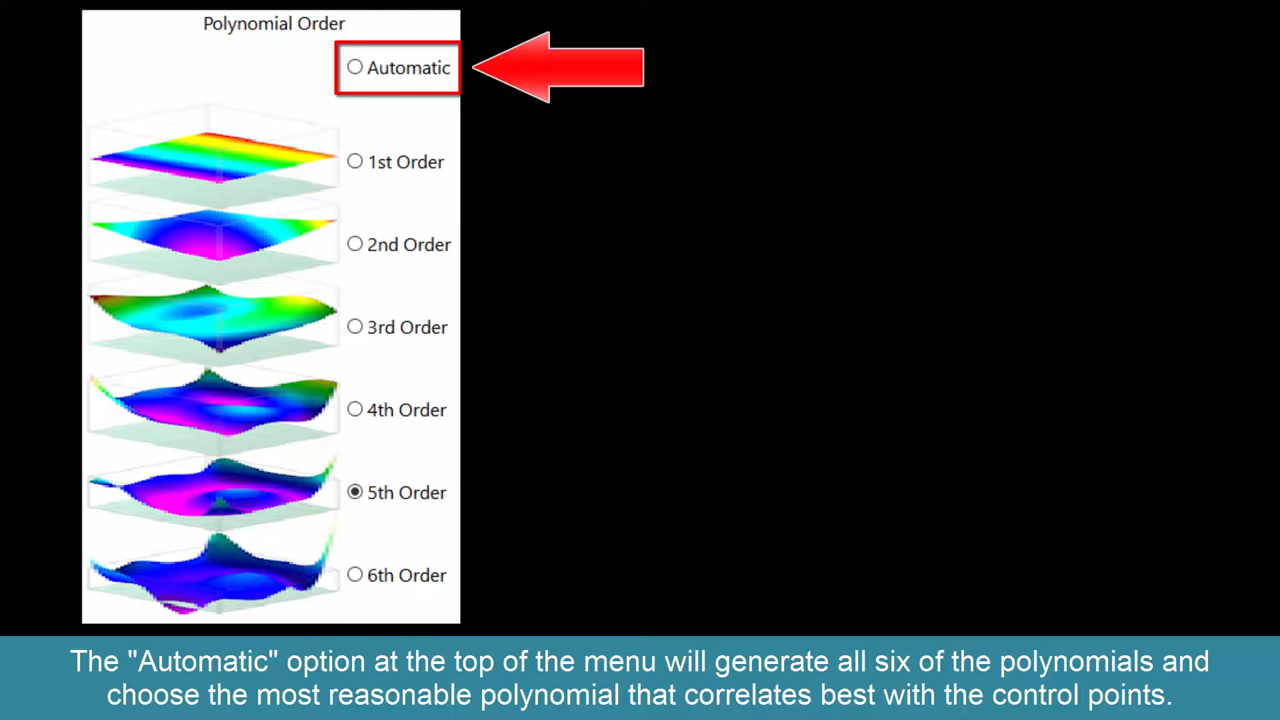 Polynomial Order
Automatic
1st Order
2nd Order
3rd Order
4th Order
5th Order
6th Order
The "Automatic" option at the top of the menu will generate all six of the polynomials and
choose the most reasonable polynomial that correlates best with the control points.